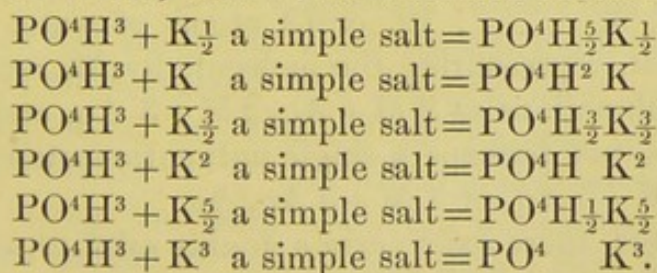 PO⁴H³ + K½ a simple salt = PO⁴H5/2K½
PO⁴H³ + K a simple salt = PO⁴H² K
PO⁴H³ + K3/2 a simple salt = PO⁴H3/2K3/2
PO⁴H³ + K² a simple salt = PO⁴H K²
PO⁴H³ + K5/2 a simple salt = PO⁴H½K5/2
PO⁴H³ + K³ a simple salt = PO⁴ K³.